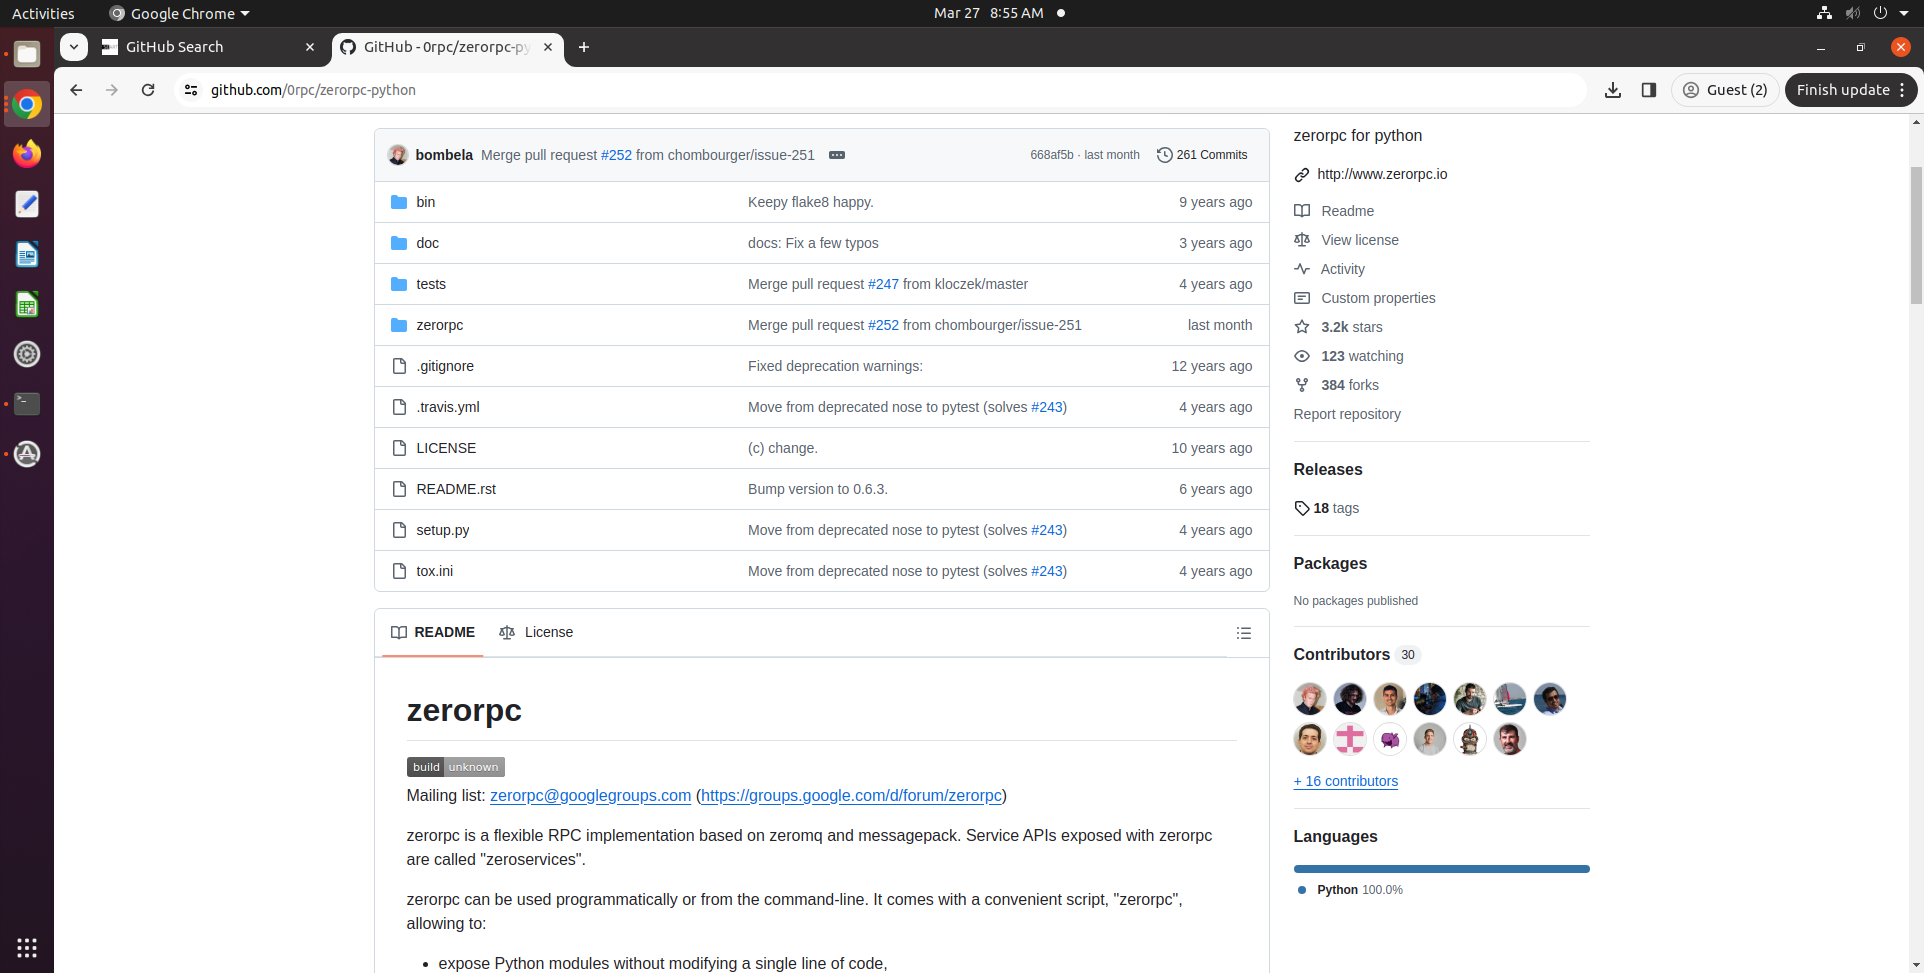 Activities
Google Chrome
Mar 27 8:55 AM
GitHub Search
GitHub - 0rpc/zerorpc-py
github.com/0rpc/zerorpc-python
Guest (2)
Finish update
bombela Merge pull request #252 from chombourger/issue-251
668af5b · last month
261 Commits
bin Keepy flake8 happy. 9 years ago
doc docs: Fix a few typos 3 years ago
tests Merge pull request #247 from kloczek/master 4 years ago
zerorpc Merge pull request #252 from chombourger/issue-251 last month
.gitignore Fixed deprecation warnings: 12 years ago
.travis.yml Move from deprecated nose to pytest (solves #243) 4 years ago
LICENSE (c) change. 10 years ago
README.rst Bump version to 0.6.3. 6 years ago
setup.py Move from deprecated nose to pytest (solves #243) 4 years ago
tox.ini Move from deprecated nose to pytest (solves #243) 4 years ago
README
License
zerorpc
build unknown
Mailing list: zerorpc@googlegroups.com (https://groups.google.com/d/forum/zerorpc)
zerorpc is a flexible RPC implementation based on zeromq and messagepack. Service APIs exposed with zerorpc
are called "zeroservices".
zerorpc can be used programmatically or from the command-line. It comes with a convenient script, "zerorpc",
allowing to:
• expose Python modules without modifying a single line of code,
zerorpc for python
http://www.zerorpc.io
Readme
View license
Activity
Custom properties
3.2k stars
123 watching
384 forks
Report repository
Releases
18 tags
Packages
No packages published
Contributors 30
+ 16 contributors
Languages
Python 100.0%